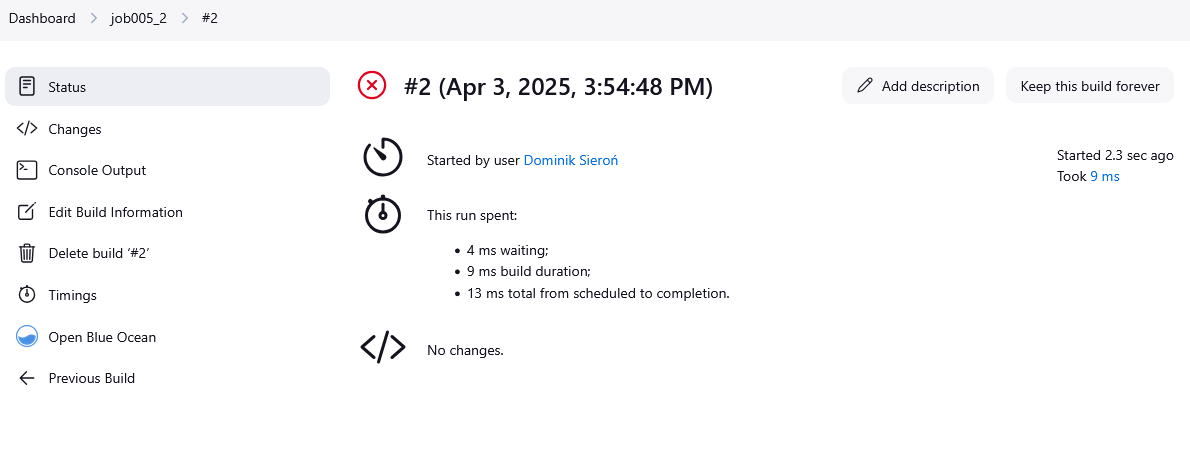 Dashboard > job005_2 > #2
Status
Changes
Console Output
Edit Build Information
Delete build ‘#2’
Timings
Open Blue Ocean
Previous Build
#2 (Apr 3, 2025, 3:54:48 PM)
Add description
Keep this build forever
Started by user Dominik Sieroń
Started 2.3 sec ago
Took 9 ms
This run spent:
• 4 ms waiting;
• 9 ms build duration;
• 13 ms total from scheduled to completion.
No changes.